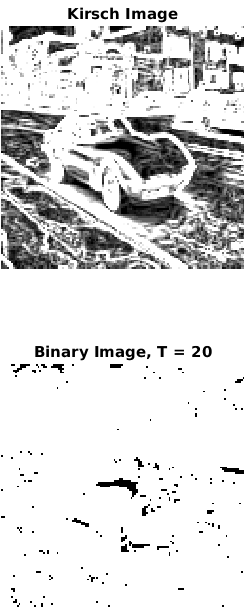 Kirsch Image
Binary Image, T = 20